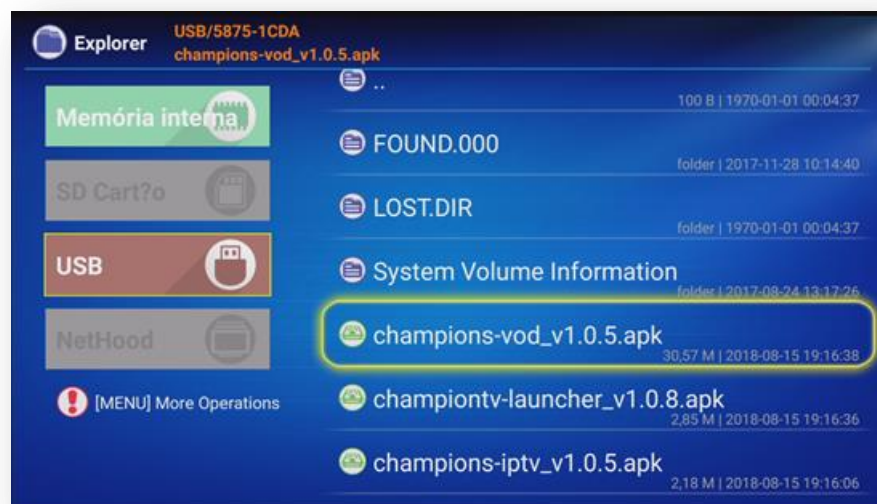 Explorer
USB/5875-1CDA
champions-vod_v1.0.5.apk
Memória interna
SD Cart?o
USB
NetHood
[MENU] More Operations
..
100 B | 1970-01-01 00:04:37
FOUND.000
folder | 2017-11-28 10:14:40
LOST.DIR
folder | 1970-01-01 00:04:37
System Volume Information
folder | 2017-08-24 13:17:26
champions-vod_v1.0.5.apk
30,57 M | 2018-08-15 19:16:38
championtv-launcher_v1.0.8.apk
2,85 M | 2018-08-15 19:16:36
champions-iptv_v1.0.5.apk
2,18 M | 2018-08-15 19:16:06